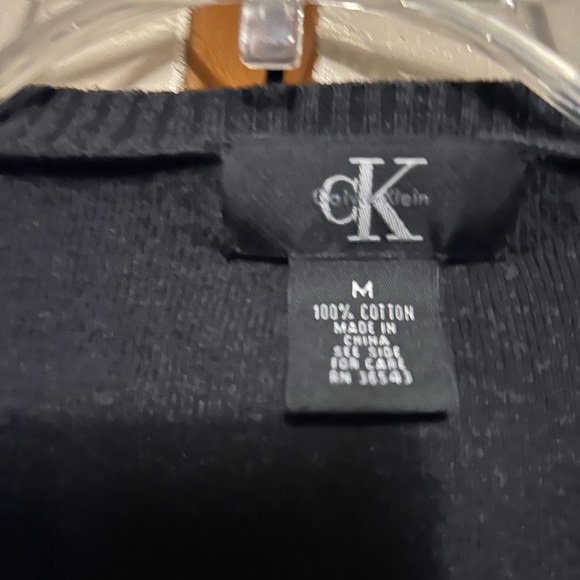 cK
Calvin Klein
M
100% COTTON
MADE IN
CHINA
SEE SIDE
FOR CARE
RN 36543